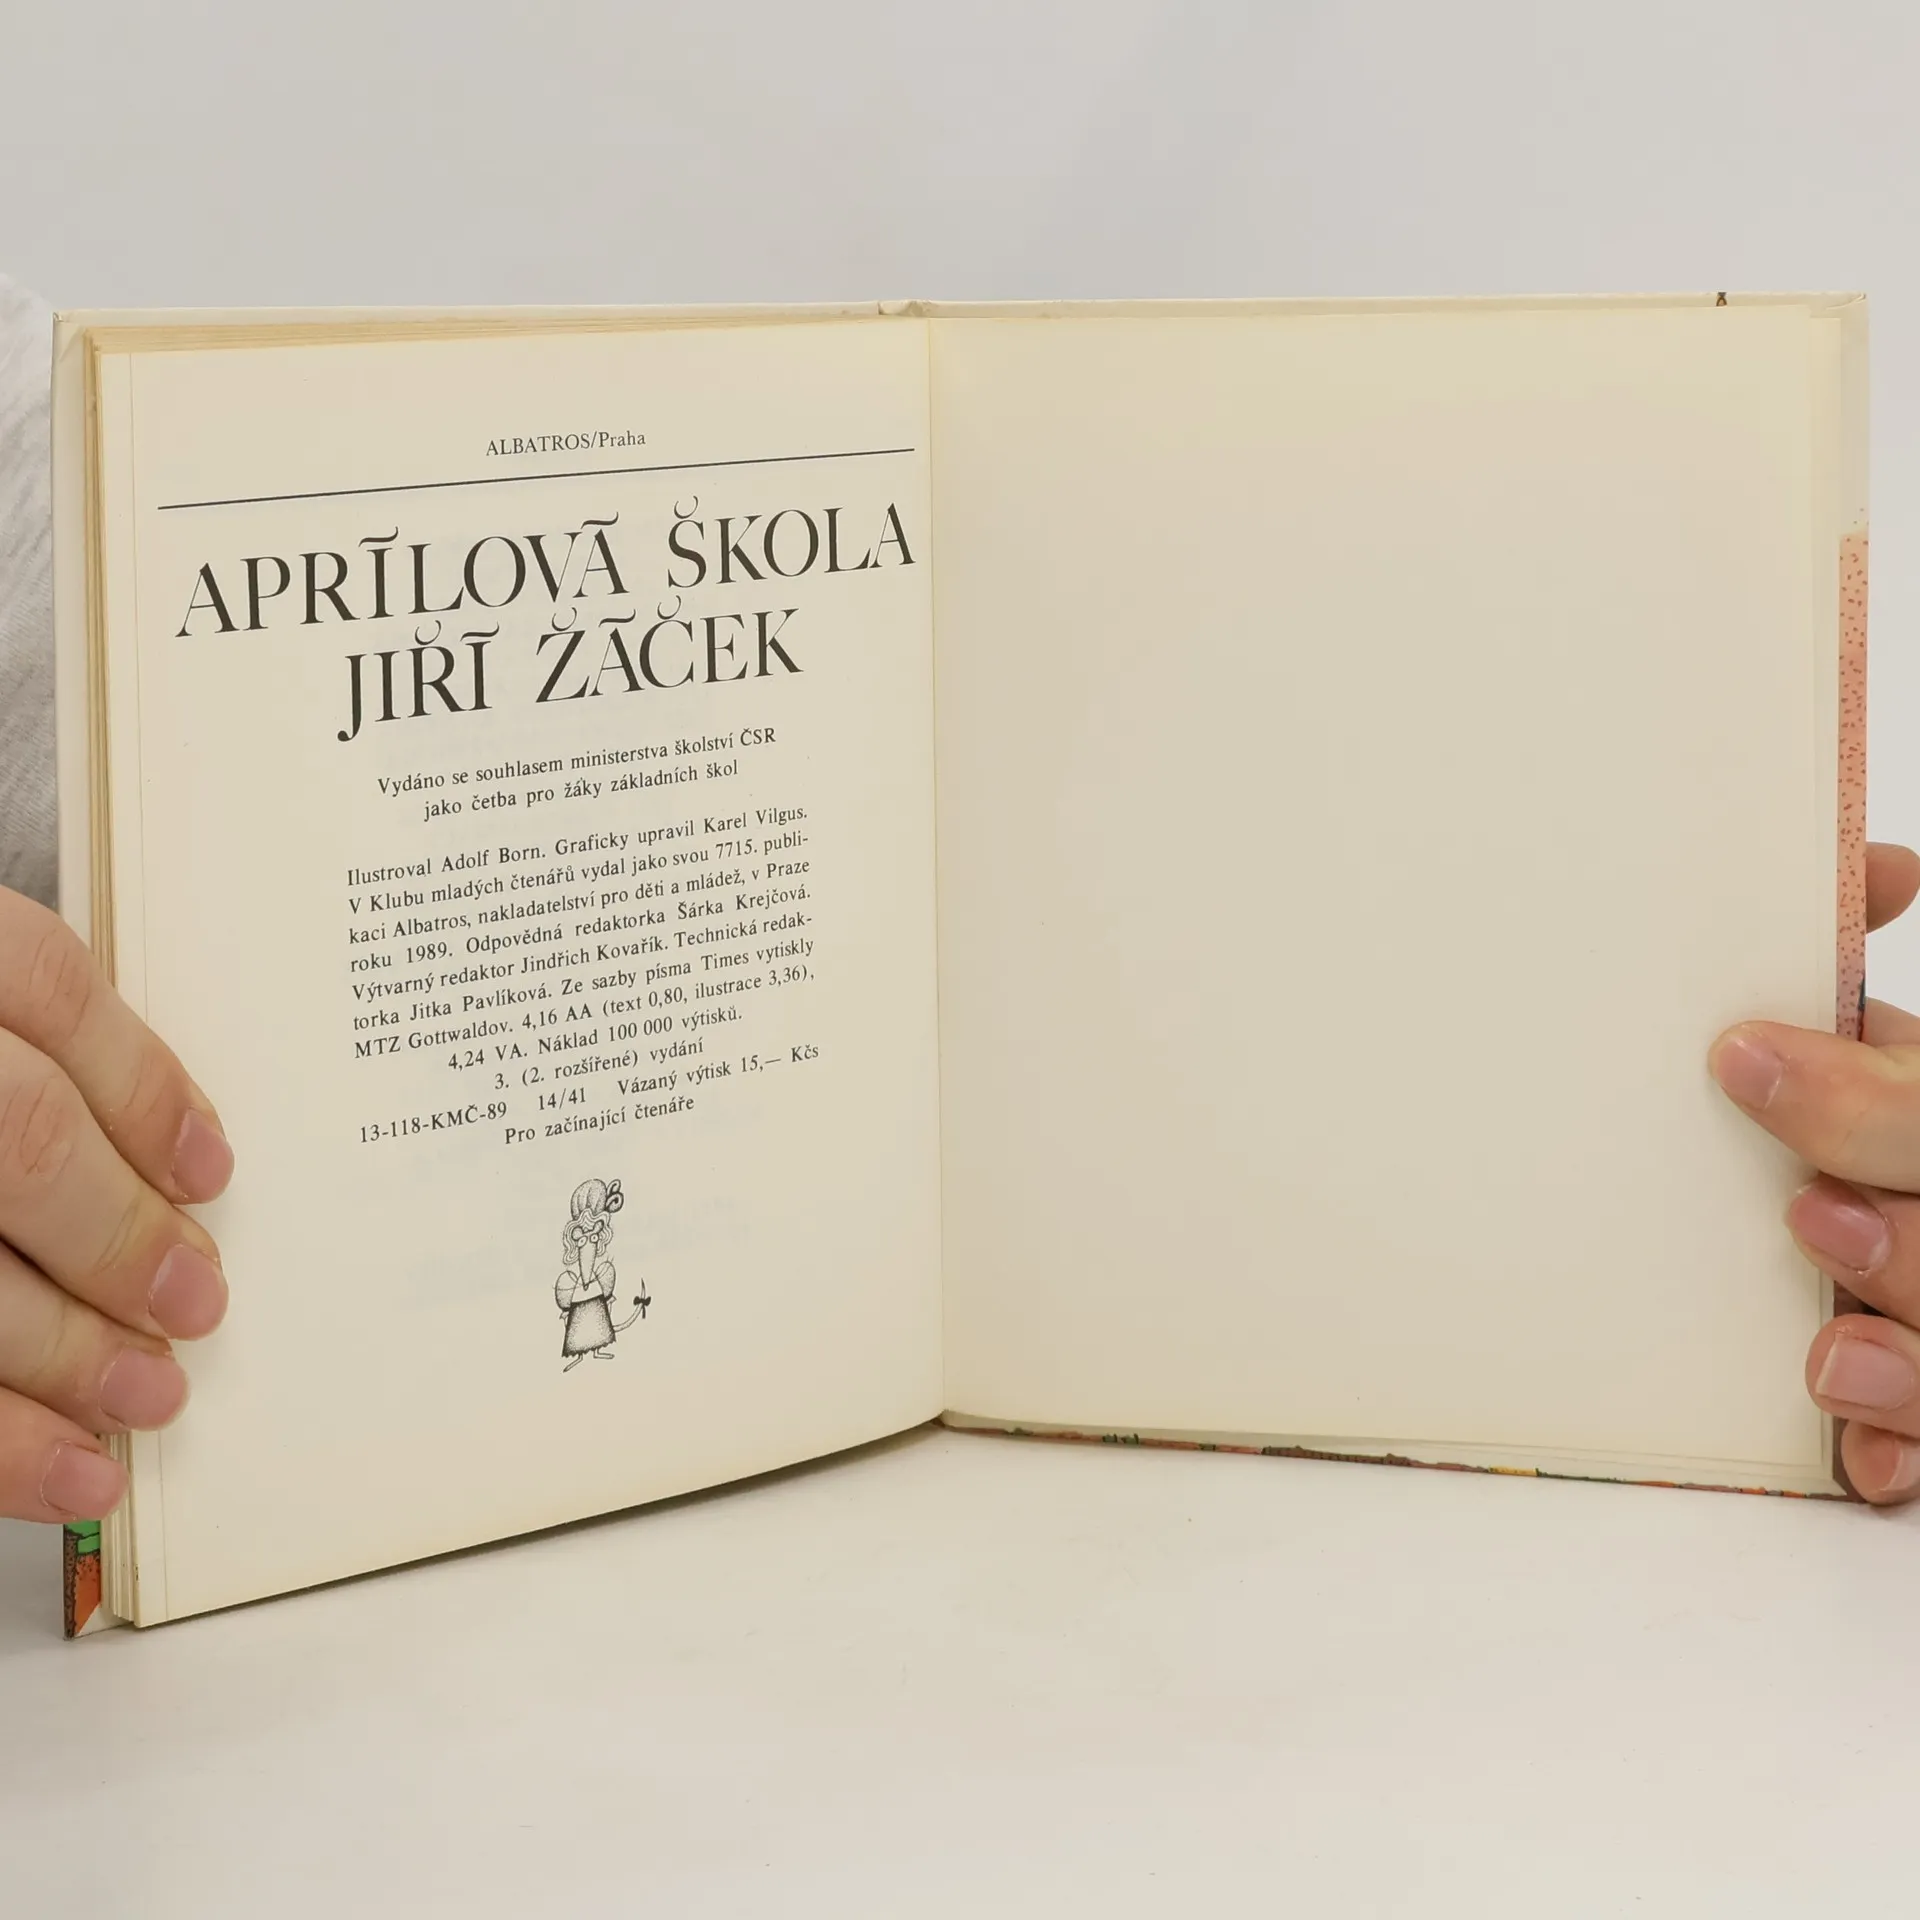 ALBATROS/Praha
APRÍLOVÁ ŠKOLA
JIŘÍ ŽÁČEK
Vydáno se souhlasem ministerstva školství ČSR
jako četba pro žáky základních škol
Ilustroval Adolf Born. Graficky upravil Karel Vilgus.
V Klubu mladých čtenářů vydal jako svou 7715. publi-
kaci Albatros, nakladatelství pro děti a mládež, v Praze
roku 1989. Odpovědná redaktorka Šárka Krejčová.
Výtvarný redaktor Jindřich Kovařík. Technická redak-
torka Jitka Pavlíková. Ze sazby písma Times vytiskly
MTZ Gottwaldov. 4,16 AA (text 0,80, ilustrace 3,36),
4,24 VA. Náklad 100 000 výtisků.
3. (2. rozšířené) vydání
13-118-KMČ-89 14/41 Vázaný výtisk 15,— Kčs
Pro začínající čtenáře